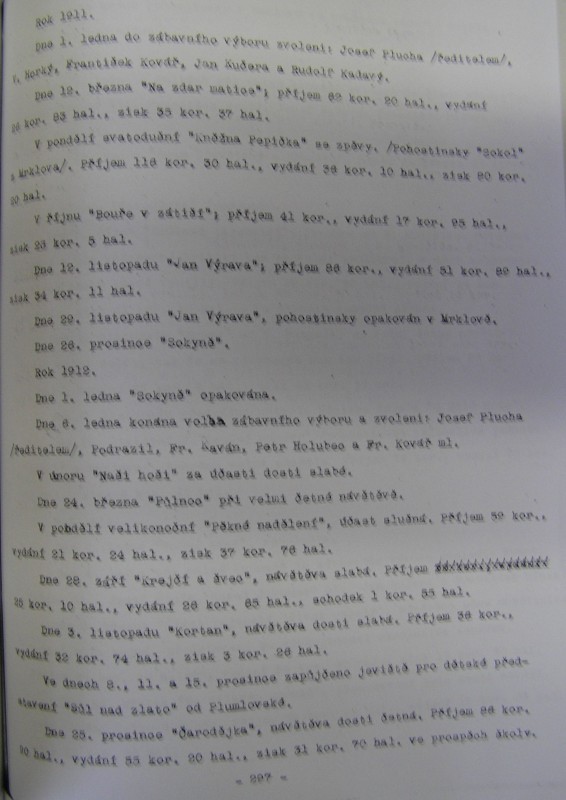 Rok 1911.
Dne 1. ledna do zábavního výboru zvoleni: Josef Plucha /ředitelem/,
Horký, František Kovář, Jan Kučera a Rudolf Kadavý.
Dne 12. března "Na zdar matice"; příjem 62 kor. 20 hal., vydání
26 kor. 83 hal., zisk 35 kor. 37 hal.
V pondělí svatodušní "Kněžna Pepička" se zpěvy. /Pohostinsky "Sokol"
z Mrklova/. Příjem 116 kor. 30 hal., vydání 36 kor. 10 hal., zisk 80 kor.
20 hal.
V říjnu "Bouře v zátiší"; příjem 41 kor., vydání 17 kor. 95 hal.,
zisk 23 kor. 5 hal.
Dne 12. listopadu "Jan Výrava"; příjem 86 kor., vydání 51 kor. 89 hal.,
zisk 34 kor. 11 hal.
Dne 29. listopadu "Jan Výrava", pohostinsky opakován v Mrklově.
Dne 26. prosince "Sokyně".
Rok 1912.
Dne 1. ledna "Sokyně" opakována.
Dne 6. ledna konána volba zábavního výboru a zvoleni: Josef Plucha
/ředitelem/, Podrazil, Fr. Kaván, Petr Holubec a Fr. Kovář ml.
V únoru "Naši hoši" za účasti dosti slabé.
Dne 24. března "Půlnoc" při velmi četné návštěvě.
V pondělí velikonoční "Pěkné nadělení", účast slušná. Příjem 59 kor.,
vydání 21 kor. 24 hal., zisk 37 kor. 76 hal.
Dne 28. září "Krejčí a švec", návštěva slabá. Příjem
25 kor. 10 hal., vydání 26 kor. 65 hal., schodek 1 kor. 55 hal.
Dne 3. listopadu "Kortan", návštěva dosti slabá. Příjem 36 kor.,
vydání 32 kor. 74 hal., zisk 3 kor. 26 hal.
Ve dnech 8., 11. a 15. prosince zapůjčeno jeviště pro dětské před-
stavení "Sůl nad zlato" od Plumlovské.
Dne 25. prosince "Čarodějka", návštěva dosti četná. Příjem 86 kor.
90 hal., vydání 55 kor. 20 hal., zisk 31 kor. 70 hal. ve prospěch školy.
- 297 -